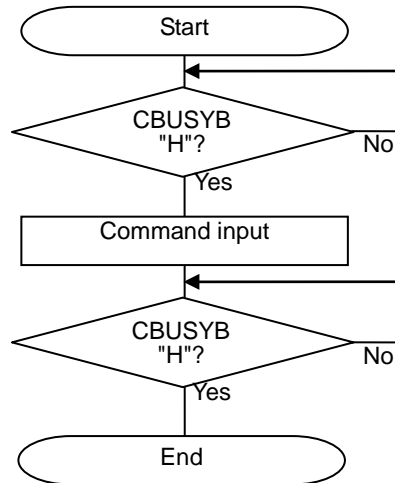 Start
CBUSYB
"H"?
No
Yes
Command input
CBUSYB
"H"?
No
Yes
End